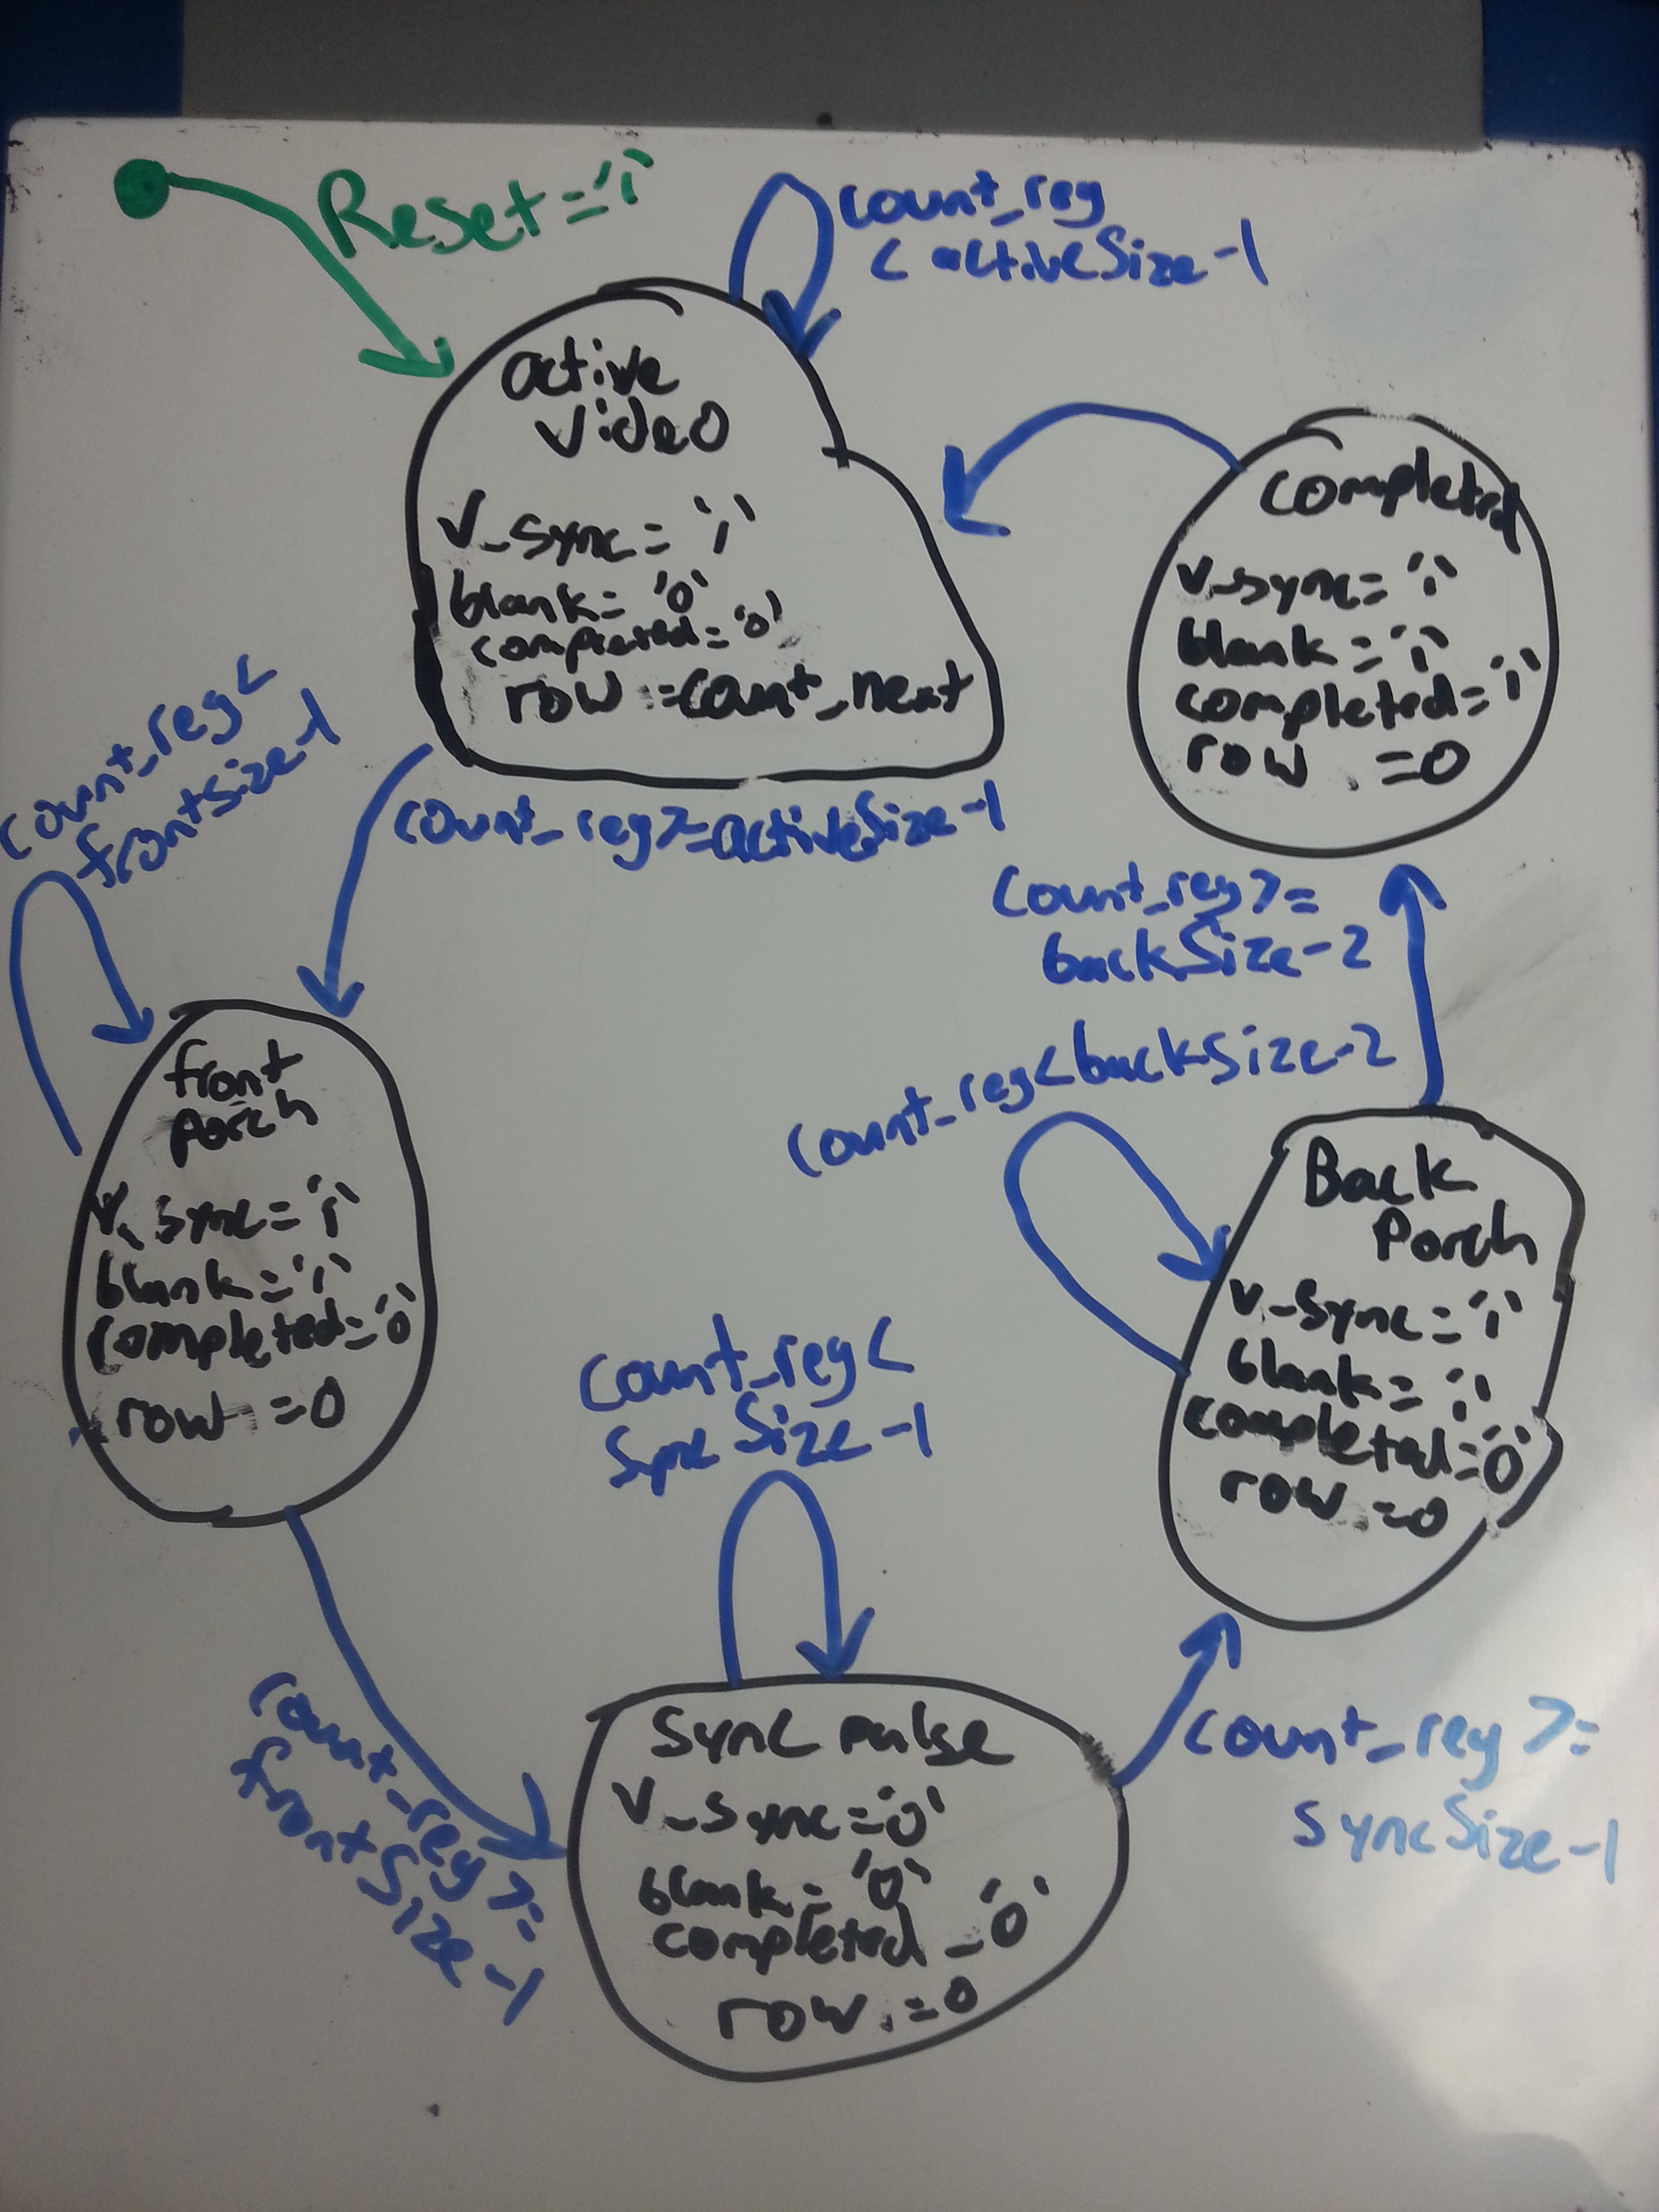 Reset='1'
count_reg
< activeSize-1
active
video
v_sync= '1'
blank= '0'
completed='0'
row :=count_next
completed
v_sync= '1'
blank='1'
completed='1'
row .=0
count_reg<
frontsize-1
count_reg>=activeSize-1
count_reg>=
backSize-2
count_reg<backSize-2
front
porch
v_sync='1'
blank='1'
completed='0'
row =0
Back
Porch
v_sync='1'
blank= '1'
completed='0'
row .=0
count_reg<
Sync Size-1
count_reg>=
frontSize-1
Sync pulse
v_sync='0'
blank= '0'
completed ='0'
row .=0
count_reg>=
syncSize-1